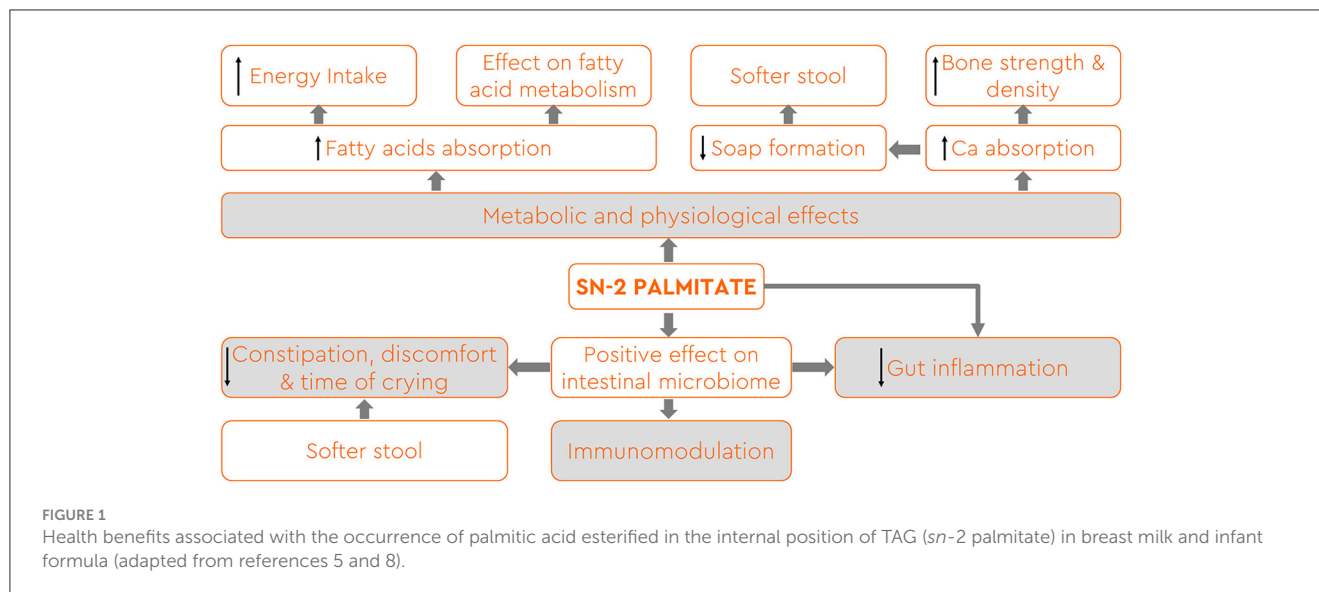 Energy Intake
Effect on fatty
acid metabolism
Softer stool
Bone strength &
density
Fatty acids absorption
Soap formation
Ca absorption
Metabolic and physiological effects
SN-2 PALMITATE
Constipation, discomfort
& time of crying
Positive effect on
intestinal microbiome
Gut inflammation
Softer stool
Immunomodulation
FIGURE 1
Health benefits associated with the occurrence of palmitic acid esterified in the internal position of TAG (sn-2 palmitate) in breast milk and infant
formula (adapted from references 5 and 8).